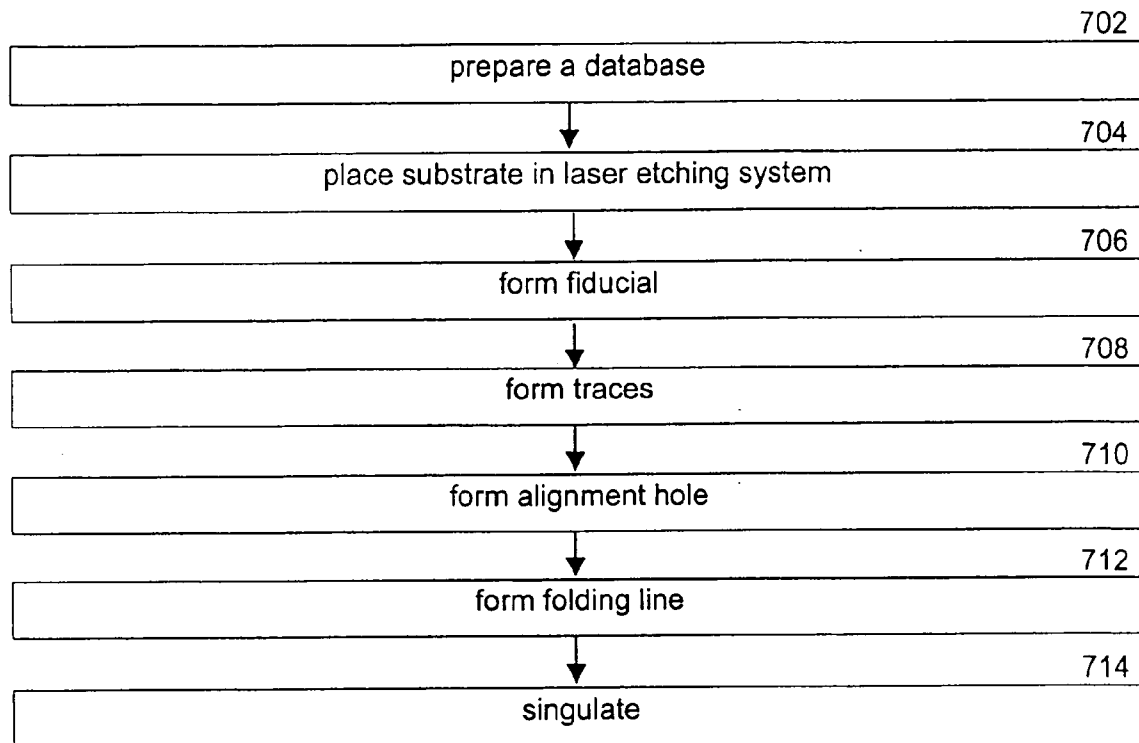 702
prepare a database
704
place substrate in laser etching system
706
form fiducial
708
form traces
710
form alignment hole
712
form folding line
714
singulate